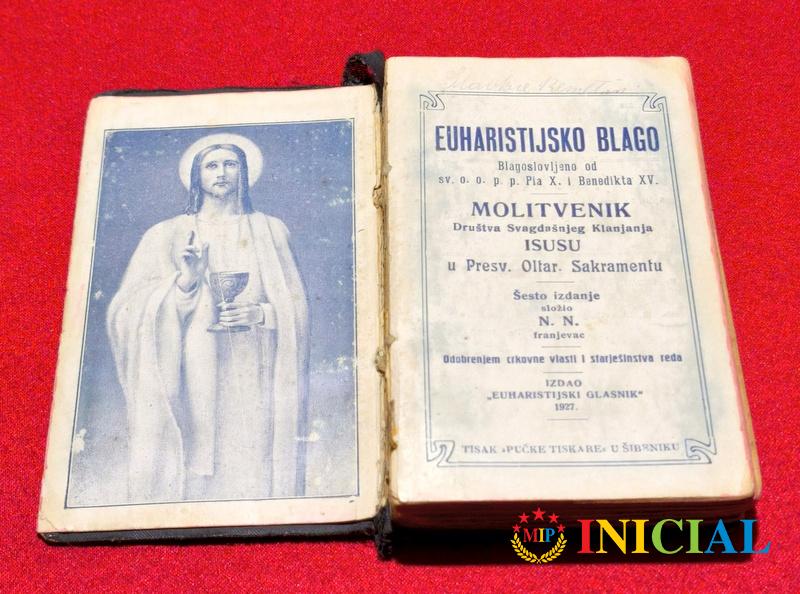 EUHARISTIJSKO BLAGO
Blagoslovljeno od
sv. o. o. p. p. Pia X. i Benedikta XV.
MOLITVENIK
Društva Svagdašnjeg Klanjanja
ISUSU
u Presv. Oltar. Sakramentu
Šesto izdanje
složio
N. N.
franjevac
Odobrenjem crkovne vlasti i starješinstva reda
IZDAO
„EUHARISTIJSKI GLASNIK"
1927.
TISAK »PUČKE TISKARE« U ŠIBENIKU
MIP INICIAL